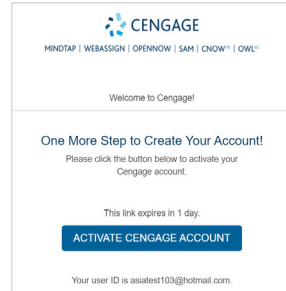 CENGAGE
MINDTAP | WEBASSIGN | OPENNOW | SAM | CNOWv2 | OWLv2
Welcome to Cengage!
One More Step to Create Your Account!
Please click the button below to activate your
Cengage account.
This link expires in 1 day.
ACTIVATE CENGAGE ACCOUNT
Your user ID is asiatest103@hotmail.com.